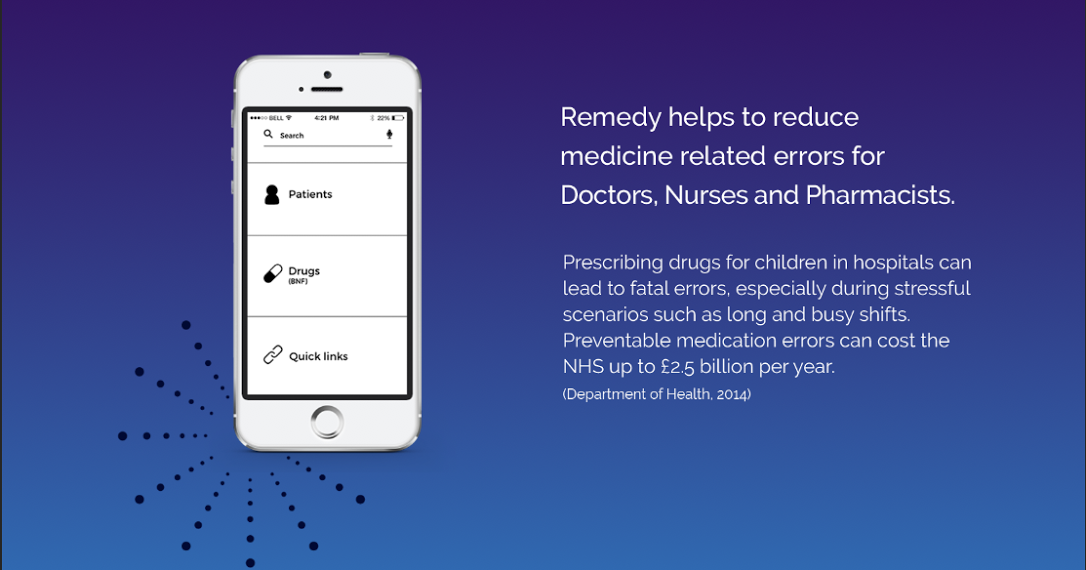 BELL 4:21 PM 22%
Search
Patients
Drugs
(BNF)
Quick links
Remedy helps to reduce
medicine related errors for
Doctors, Nurses and Pharmacists.
Prescribing drugs for children in hospitals can
lead to fatal errors, especially during stressful
scenarios such as long and busy shifts.
Preventable medication errors can cost the
NHS up to £2.5 billion per year.
(Department of Health, 2014)